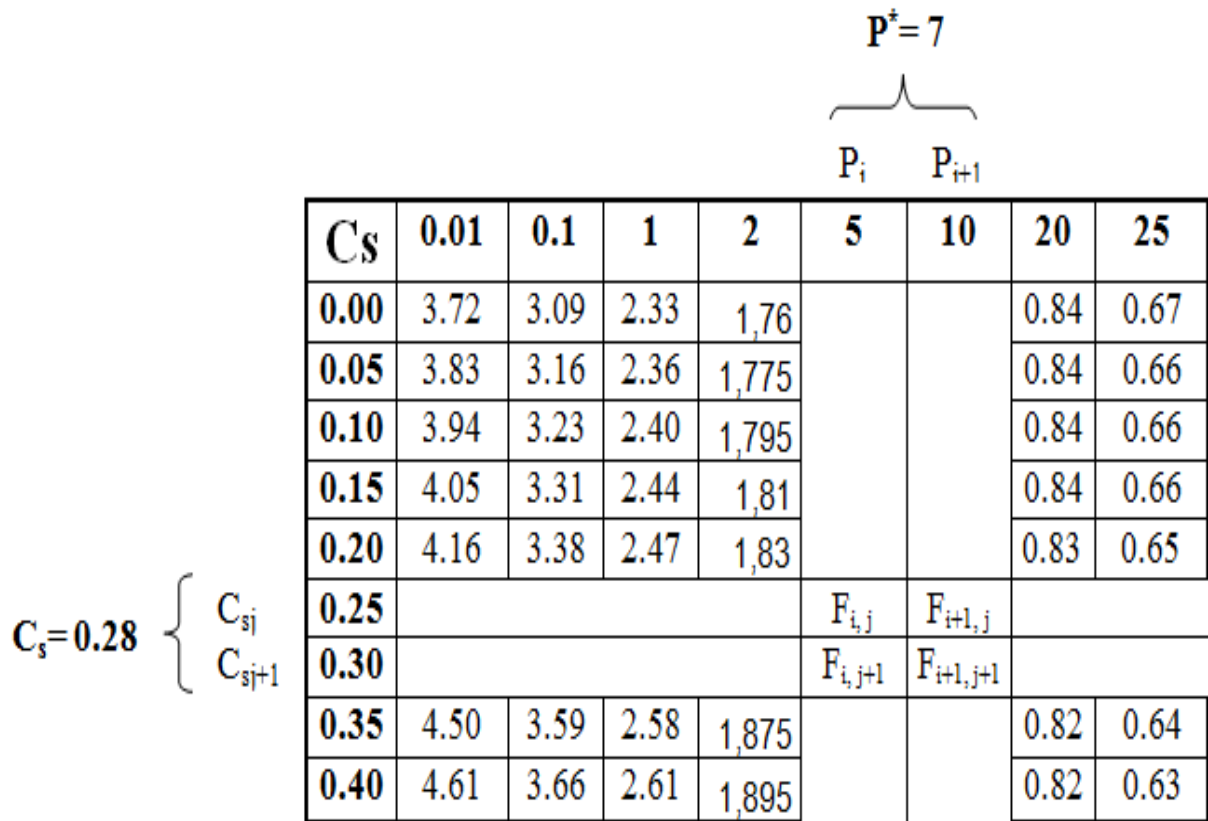 P*= 7
Pᵢ Pᵢ₊₁
Cs 0.01 0.1 1 2 5 10 20 25
0.00 3.72 3.09 2.33 1,76 0.84 0.67
0.05 3.83 3.16 2.36 1,775 0.84 0.66
0.10 3.94 3.23 2.40 1,795 0.84 0.66
0.15 4.05 3.31 2.44 1,81 0.84 0.66
0.20 4.16 3.38 2.47 1,83 0.83 0.65
Cₛ= 0.28
Csj 0.25 Fi, j Fi+1, j
Csj+1 0.30 Fi, j+1 Fi+1, j+1
0.35 4.50 3.59 2.58 1,875 0.82 0.64
0.40 4.61 3.66 2.61 1,895 0.82 0.63